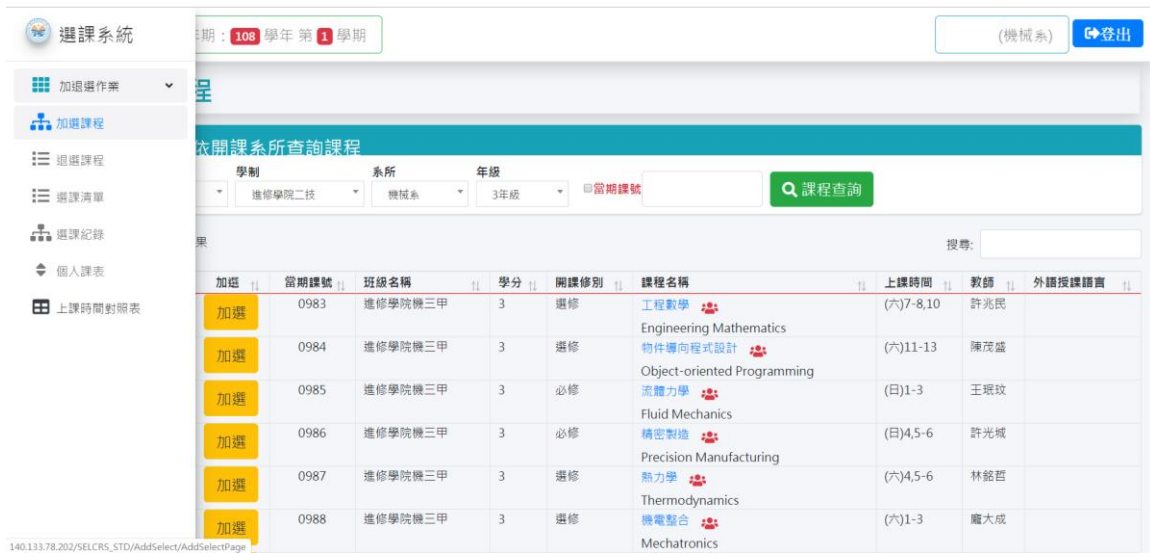 選課系統
期：108 學年 第 1 學期
(機械系)
登出
加退選作業
程
加選課程
退選課程
選課清單
選課紀錄
個人課表
上課時間對照表
依開課系所查詢課程
學制 系所 年級
進修學院二技 機械系 3年級 當期課號 課程查詢
果 搜尋:
加選 當期課號 班級名稱 學分 開課修別 課程名稱 上課時間 教師 外語授課語言
加選 0983 進修學院機三甲 3 選修 工程數學 (六)7-8,10 許兆民
Engineering Mathematics
加選 0984 進修學院機三甲 3 選修 物件導向程式設計 (六)11-13 陳茂盛
Object-oriented Programming
加選 0985 進修學院機三甲 3 必修 流體力學 (日)1-3 王珉玟
Fluid Mechanics
加選 0986 進修學院機三甲 3 必修 精密製造 (日)4,5-6 許光城
Precision Manufacturing
加選 0987 進修學院機三甲 3 選修 熱力學 (六)4,5-6 林銘哲
Thermodynamics
加選 0988 進修學院機三甲 3 選修 機電整合 (六)1-3 龐大成
Mechatronics
140.133.78.202/SELCRS_STD/AddSelect/AddSelectPage